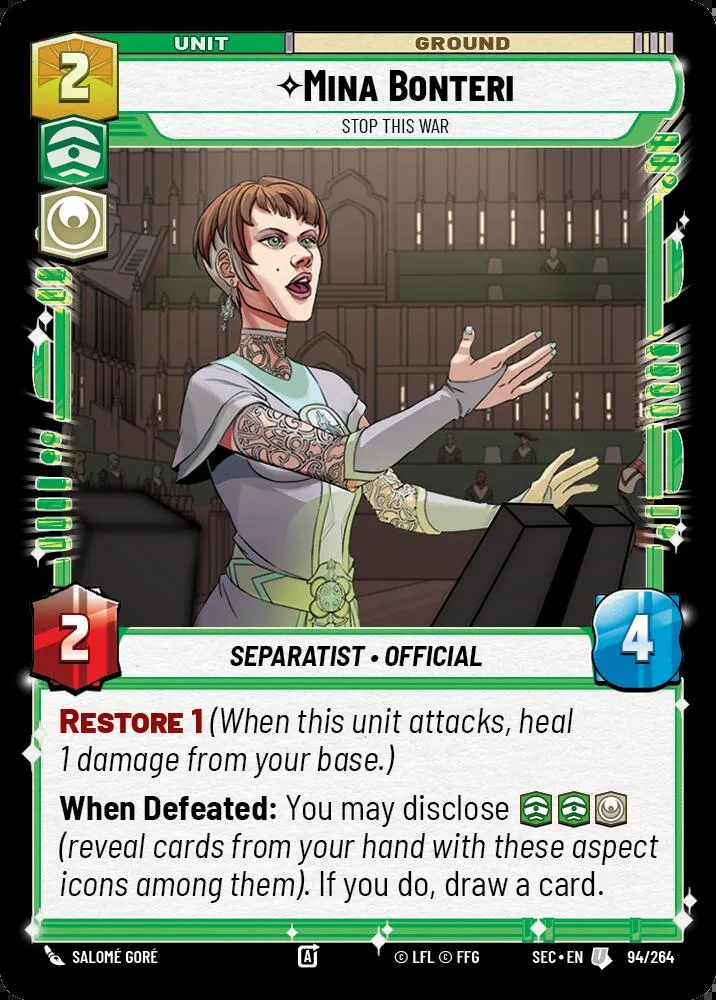 UNIT
GROUND
2
MINA BONTERI
STOP THIS WAR
2
SEPARATIST • OFFICIAL
4
RESTORE 1 (When this unit attacks, heal
1 damage from your base.)
When Defeated: You may disclose
(reveal cards from your hand with these aspect
icons among them). If you do, draw a card.
SALOMÉ GORÉ
A
© LFL © FFG
SEC • EN
U
94/264